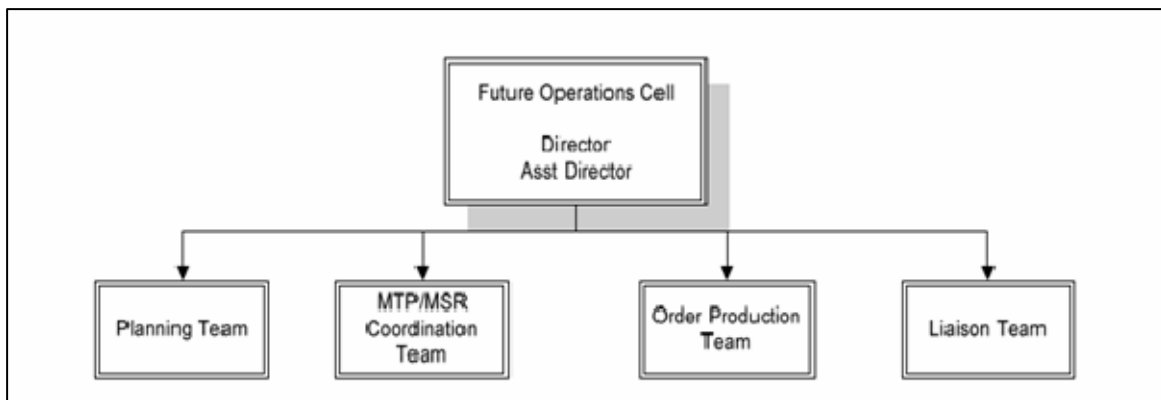 Future Operations Cell
Director
Asst Director
Planning Team
MTP/MSR
Coordination
Team
Order Production
Team
Liaison Team